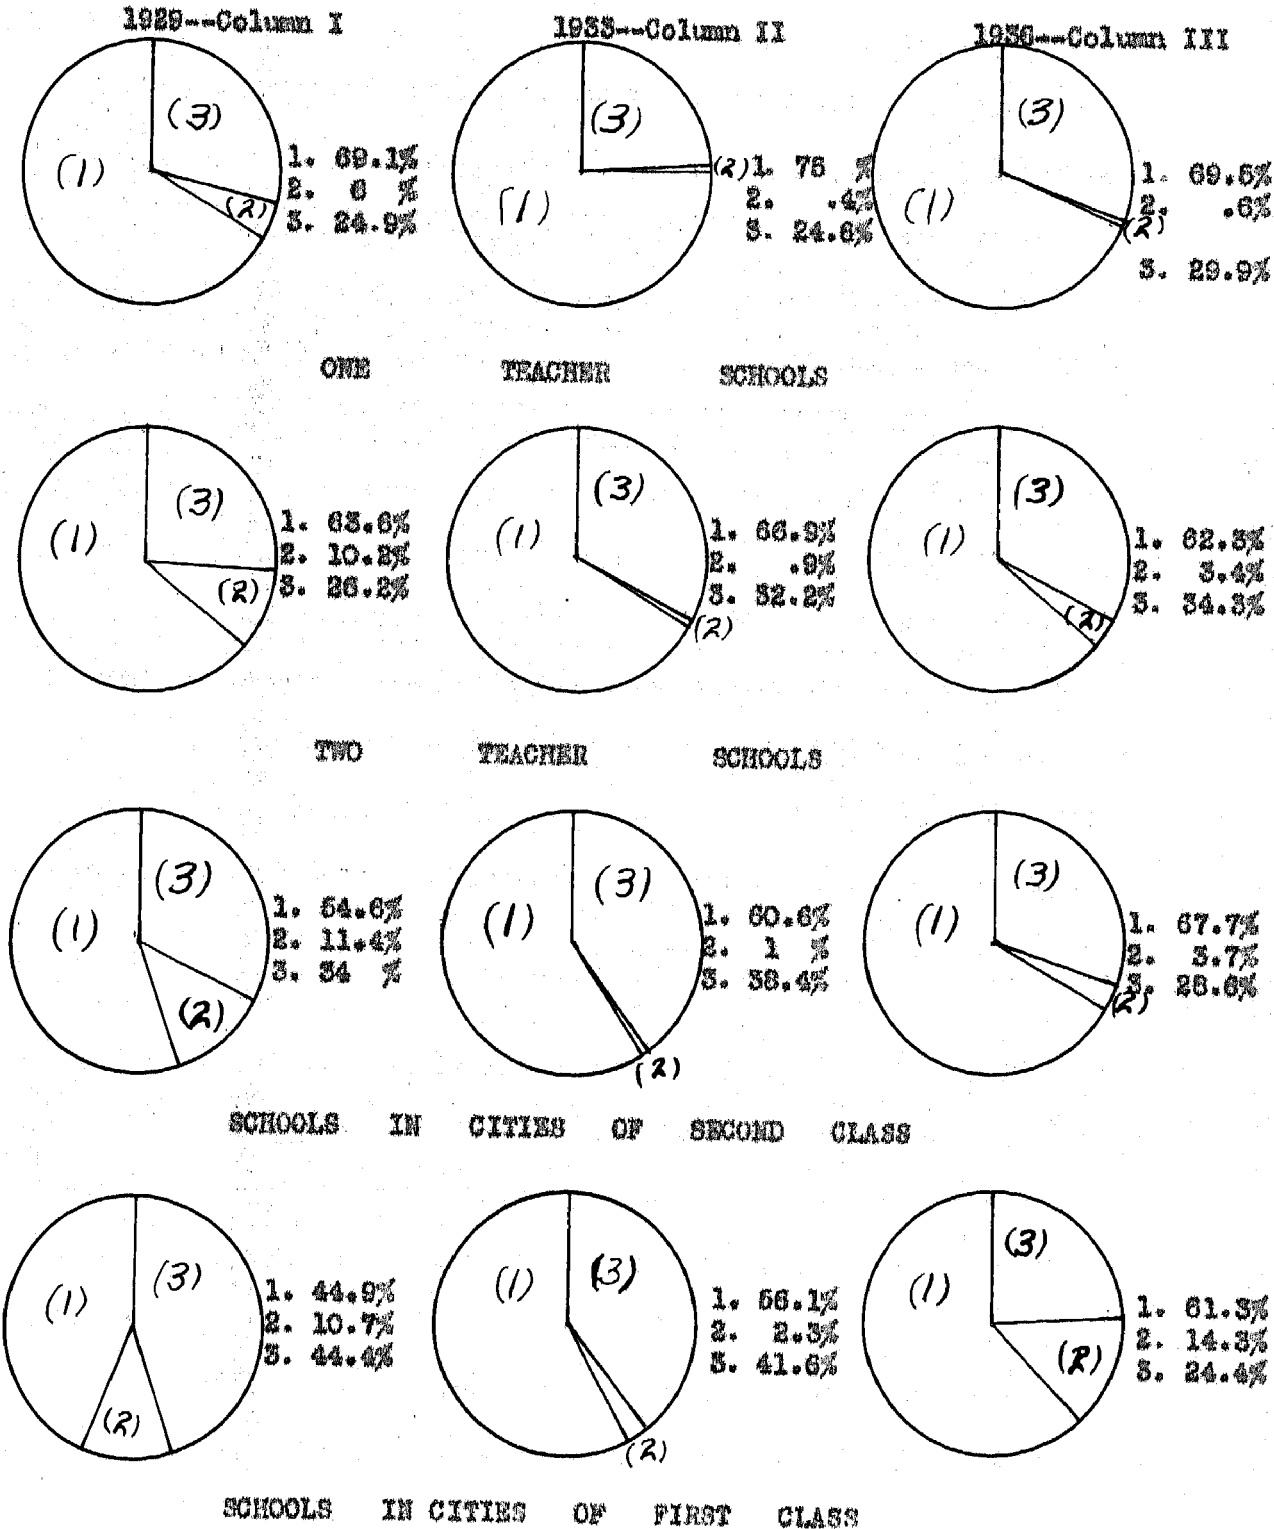 1929--Column I 1933--Column II 1936--Column III
(3) (1) (2)
1. 69.1%
2. 6 %
3. 24.9%
(3) (1) (2)
1. 75 %
2. .4%
3. 24.6%
(3) (1) (2)
1. 69.5%
2. .6%
3. 29.9%
ONE TEACHER SCHOOLS
(3) (1) (2)
1. 63.6%
2. 10.2%
3. 26.2%
(3) (1) (2)
1. 66.9%
2. .9%
3. 32.2%
(3) (1) (2)
1. 62.3%
2. 3.4%
3. 34.3%
TWO TEACHER SCHOOLS
(3) (1) (2)
1. 54.6%
2. 11.4%
3. 34 %
(3) (1) (2)
1. 60.6%
2. 1 %
3. 38.4%
(3) (1) (2)
1. 67.7%
2. 3.7%
3. 28.6%
SCHOOLS IN CITIES OF SECOND CLASS
(3) (1) (2)
1. 44.9%
2. 10.7%
3. 44.4%
(3) (1) (2)
1. 56.1%
2. 2.3%
3. 41.6%
(3) (1) (2)
1. 61.3%
2. 14.3%
3. 24.4%
SCHOOLS IN CITIES OF FIRST CLASS